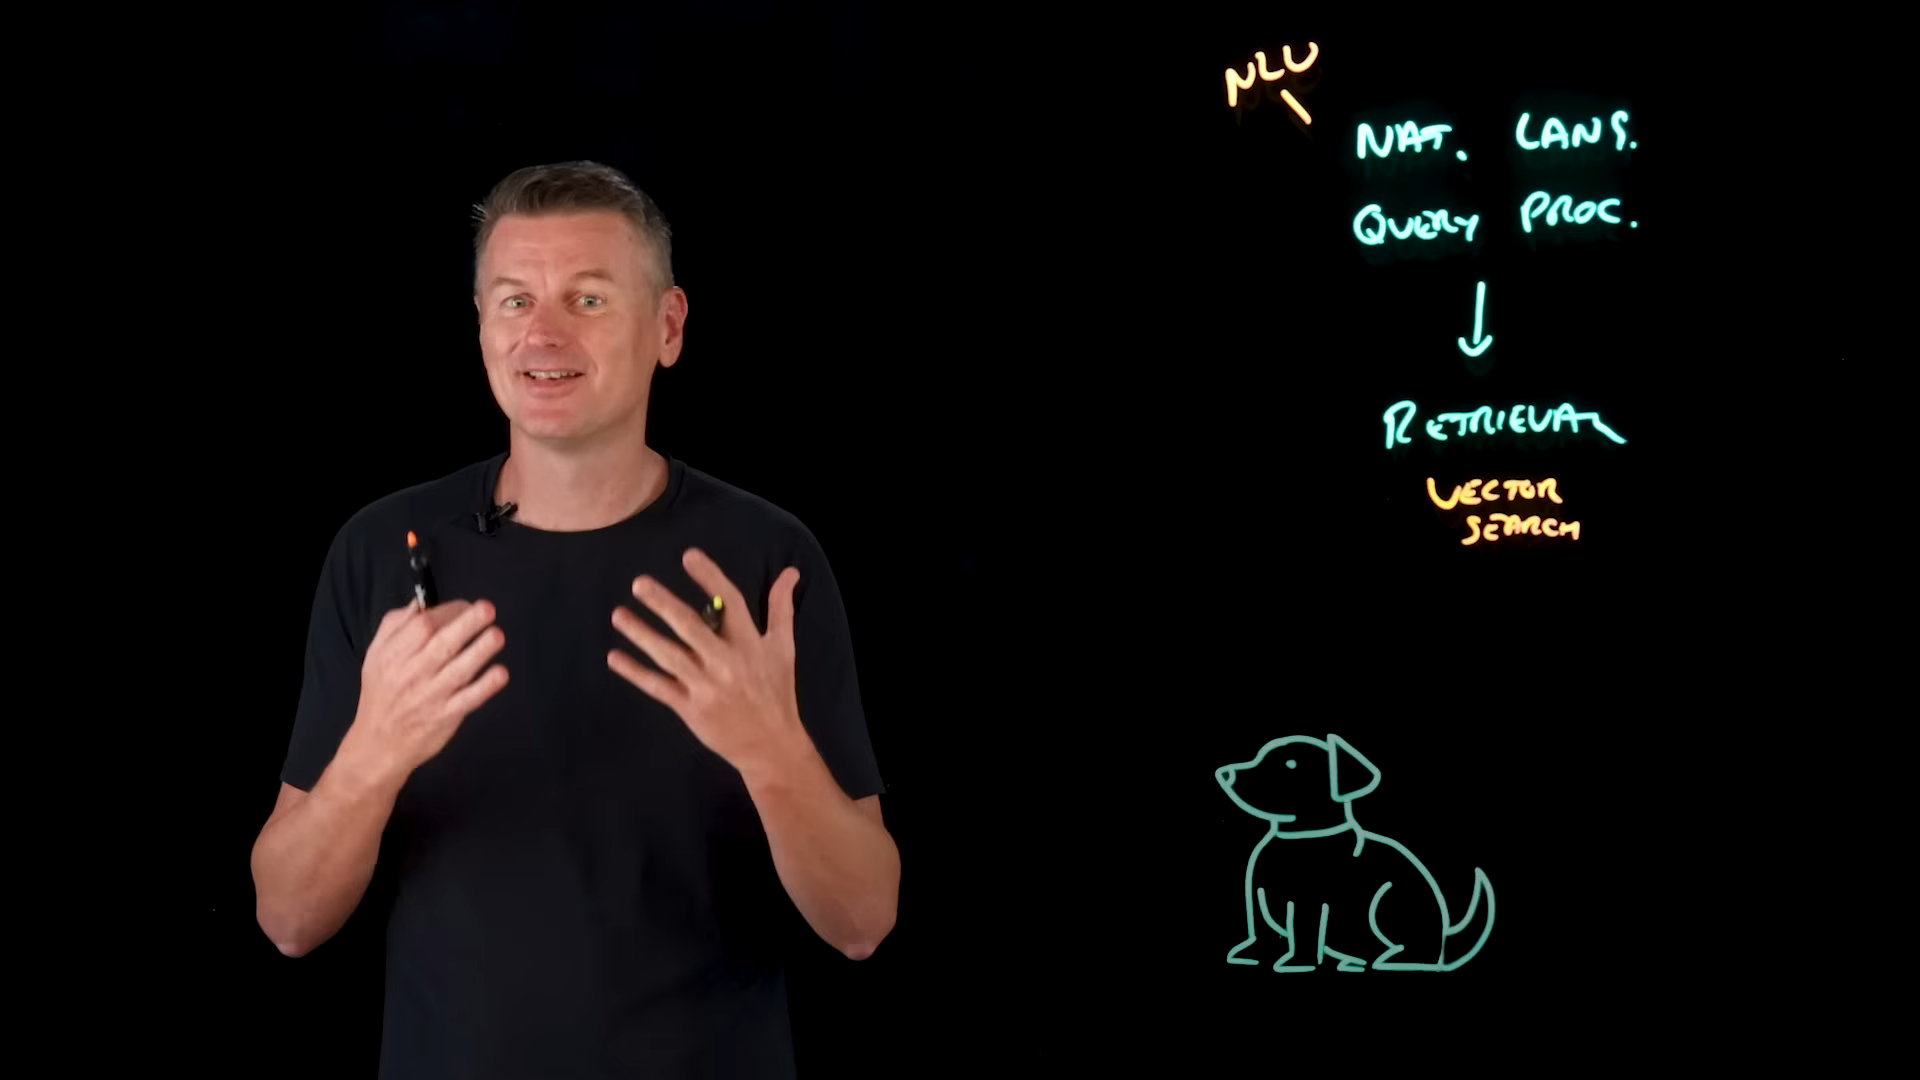 NLU
NAT. LANG.
QUERY PROC.
RETRIEVAL
VECTOR
SEARCH